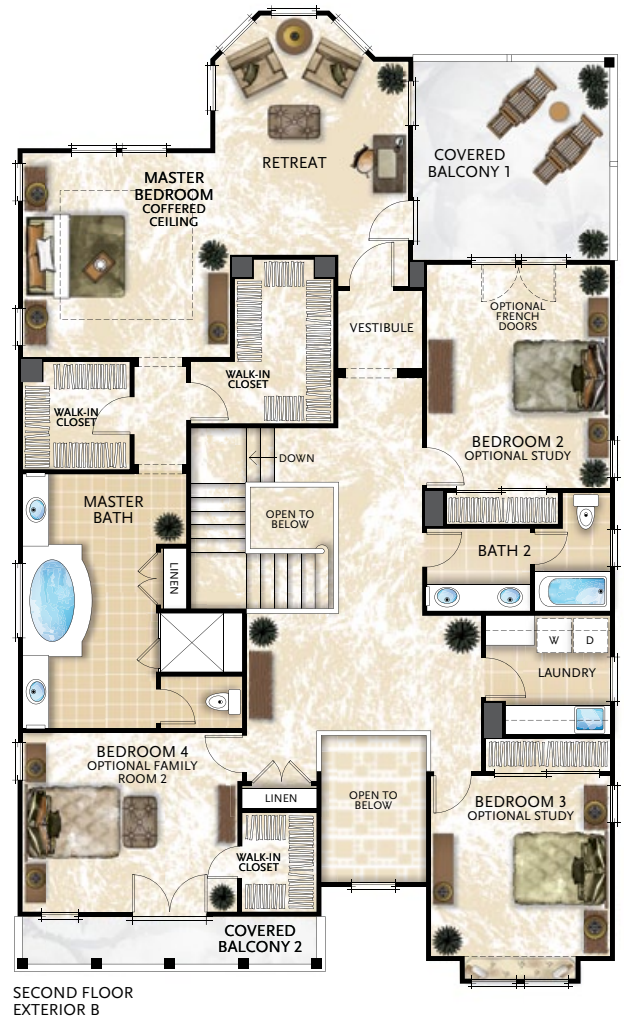 RETREAT
COVERED
BALCONY 1
MASTER
BEDROOM
COFFERED
CEILING
OPTIONAL
FRENCH
DOORS
VESTIBULE
WALK-IN
CLOSET
WALK-IN
CLOSET
BEDROOM 2
OPTIONAL STUDY
DOWN
MASTER
BATH
OPEN TO
BELOW
BATH 2
LINEN
W D
LAUNDRY
BEDROOM 4
OPTIONAL FAMILY
ROOM 2
LINEN
OPEN TO
BELOW
BEDROOM 3
OPTIONAL STUDY
WALK-IN
CLOSET
COVERED
BALCONY 2
SECOND FLOOR
EXTERIOR B